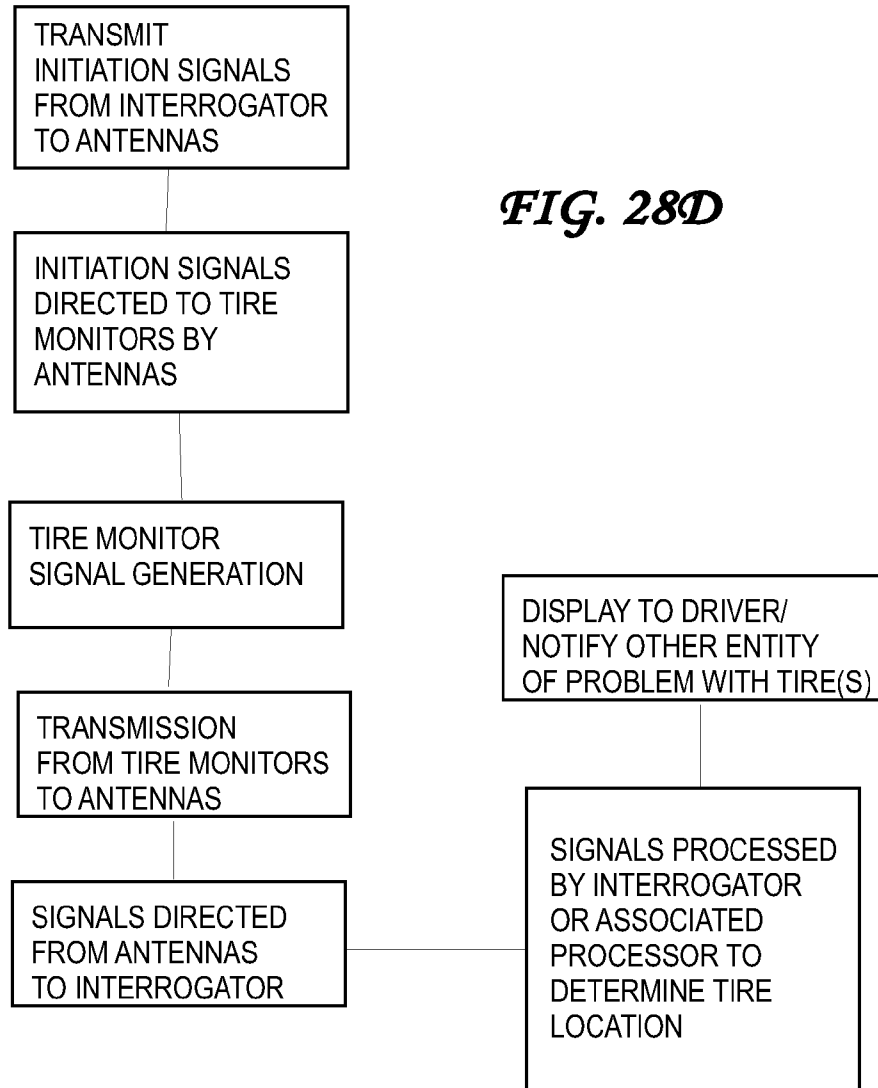 TRANSMIT
INITIATION SIGNALS
FROM INTERROGATOR
TO ANTENNAS
FIG. 28D
INITIATION SIGNALS
DIRECTED TO TIRE
MONITORS BY
ANTENNAS
TIRE MONITOR
SIGNAL GENERATION
TRANSMISSION
FROM TIRE MONITORS
TO ANTENNAS
SIGNALS DIRECTED
FROM ANTENNAS
TO INTERROGATOR
SIGNALS PROCESSED
BY INTERROGATOR
OR ASSOCIATED
PROCESSOR TO
DETERMINE TIRE
LOCATION
DISPLAY TO DRIVER/
NOTIFY OTHER ENTITY
OF PROBLEM WITH TIRE(S)